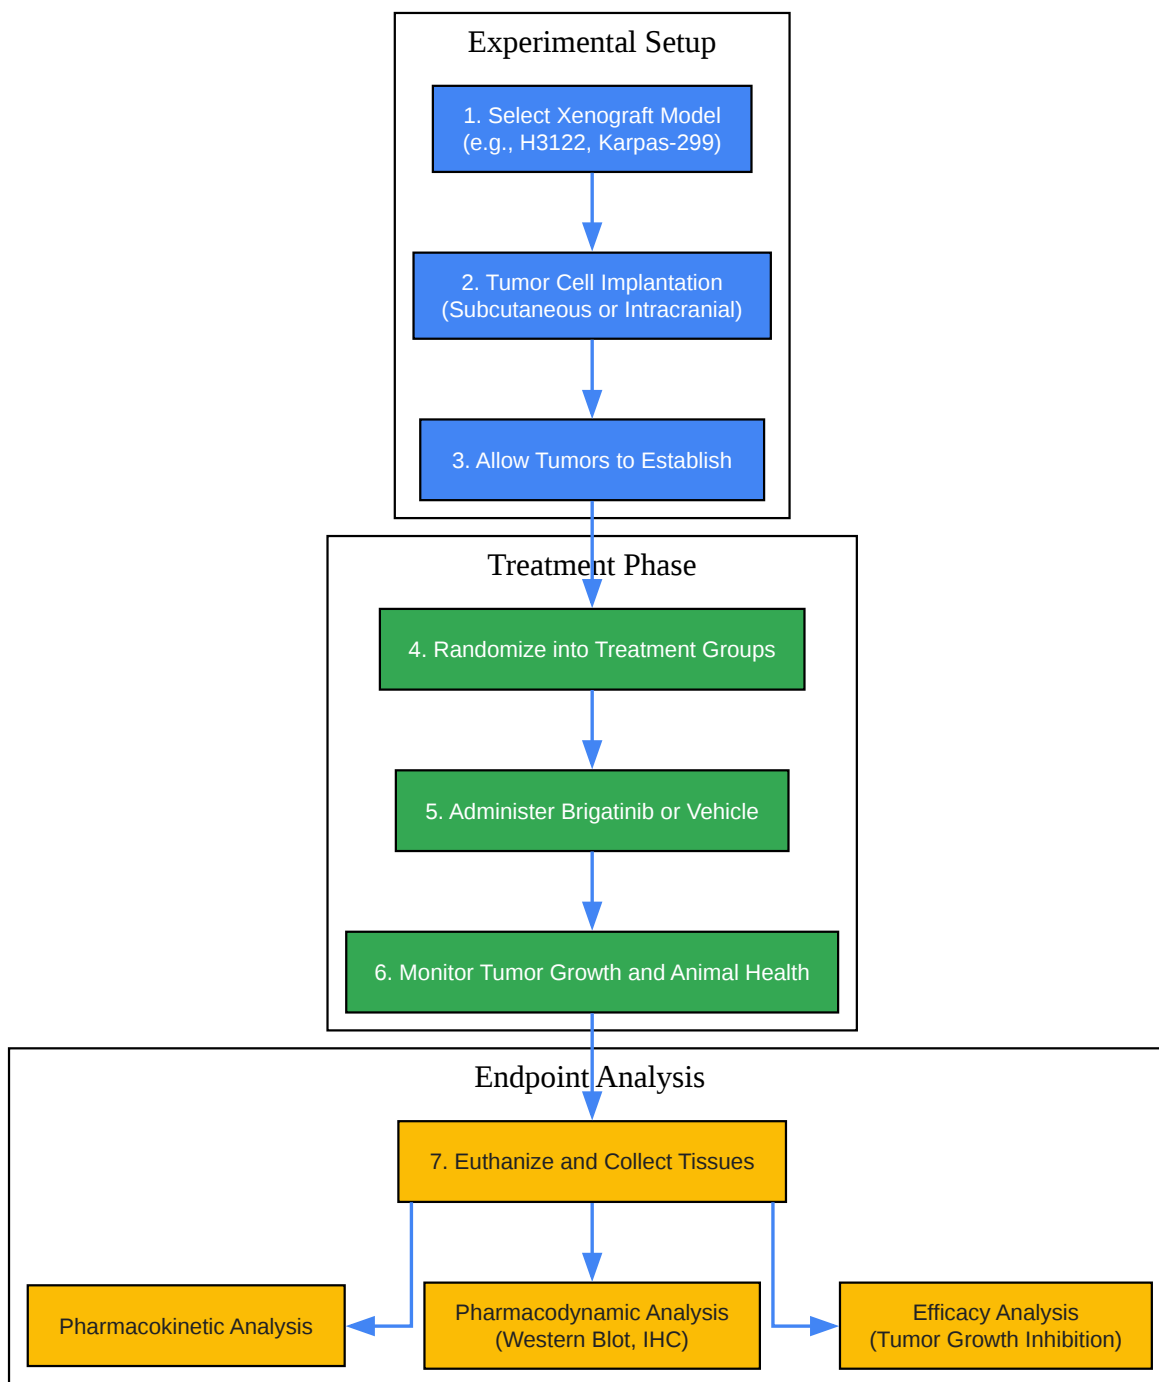 Experimental Setup
1. Select Xenograft Model
(e.g., H3122, Karpas-299)
2. Tumor Cell Implantation
(Subcutaneous or Intracranial)
3. Allow Tumors to Establish
Treatment Phase
4. Randomize into Treatment Groups
5. Administer Brigatinib or Vehicle
6. Monitor Tumor Growth and Animal Health
Endpoint Analysis
7. Euthanize and Collect Tissues
Pharmacokinetic Analysis
Pharmacodynamic Analysis
(Western Blot, IHC)
Efficacy Analysis
(Tumor Growth Inhibition)